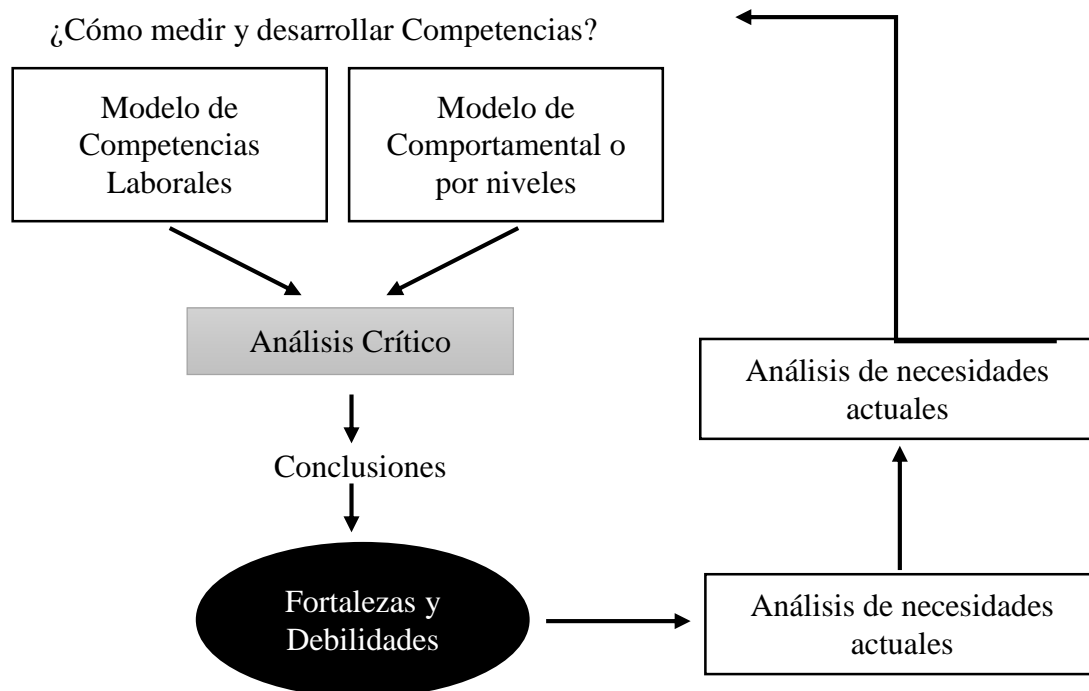 ¿Cómo medir y desarrollar Competencias?
Modelo de
Competencias
Laborales
Modelo de
Comportamental o
por niveles
Análisis Crítico
Conclusiones
Fortalezas y
Debilidades
Análisis de necesidades
actuales
Análisis de necesidades
actuales